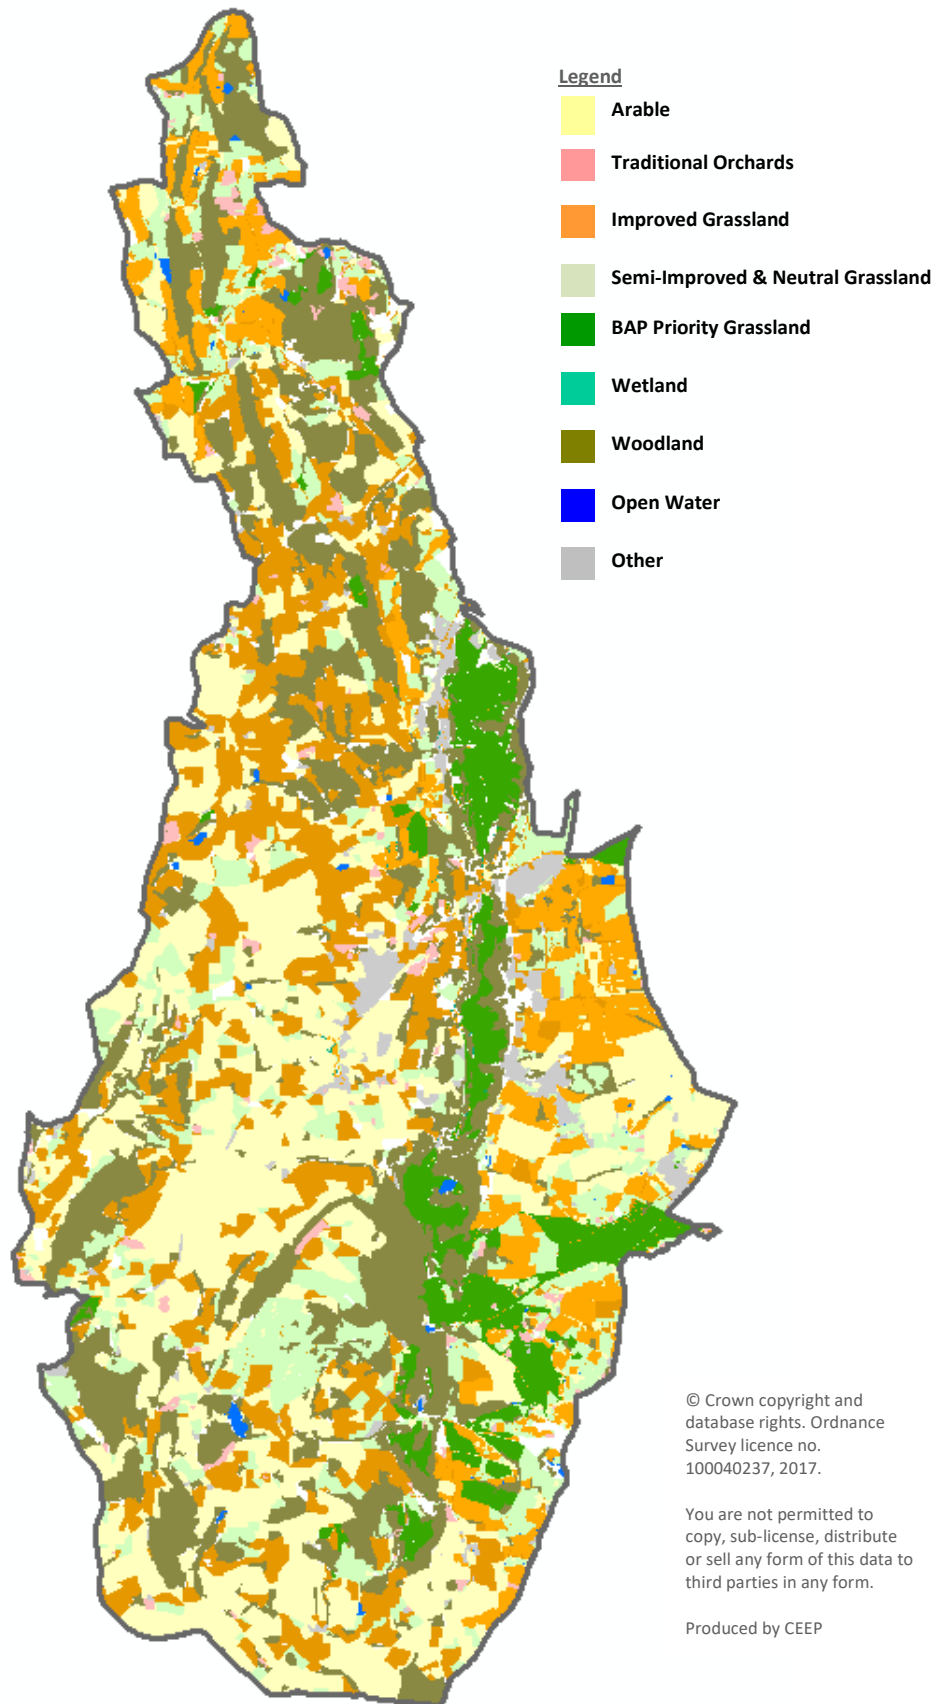 Legend
Arable
Traditional Orchards
Improved Grassland
Semi-Improved & Neutral Grassland
BAP Priority Grassland
Wetland
Woodland
Open Water
Other
© Crown copyright and
database rights. Ordnance
Survey licence no.
100040237, 2017.
You are not permitted to
copy, sub-license, distribute
or sell any form of this data to
third parties in any form.
Produced by CEEP